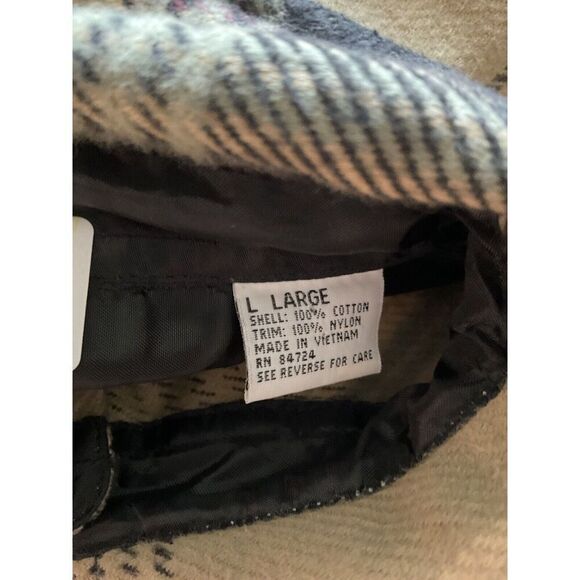 L LARGE
SHELL: 100% COTTON
TRIM: 100% NYLON
MADE IN VIETNAM
RN 84724
SEE REVERSE FOR CARE